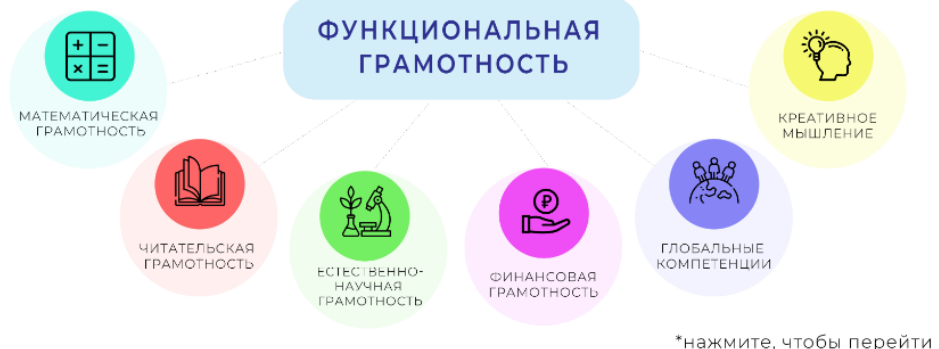 ФУНКЦИОНАЛЬНАЯ
ГРАМОТНОСТЬ
МАТЕМАТИЧЕСКАЯ
ГРАМОТНОСТЬ
ЧИТАТЕЛЬСКАЯ
ГРАМОТНОСТЬ
ЕСТЕСТВЕННО-
НАУЧНАЯ
ГРАМОТНОСТЬ
ФИНАНСОВАЯ
ГРАМОТНОСТЬ
ГЛОБАЛЬНЫЕ
КОМПЕТЕНЦИИ
КРЕАТИВНОЕ
МЫШЛЕНИЕ
*нажмите, чтобы перейти